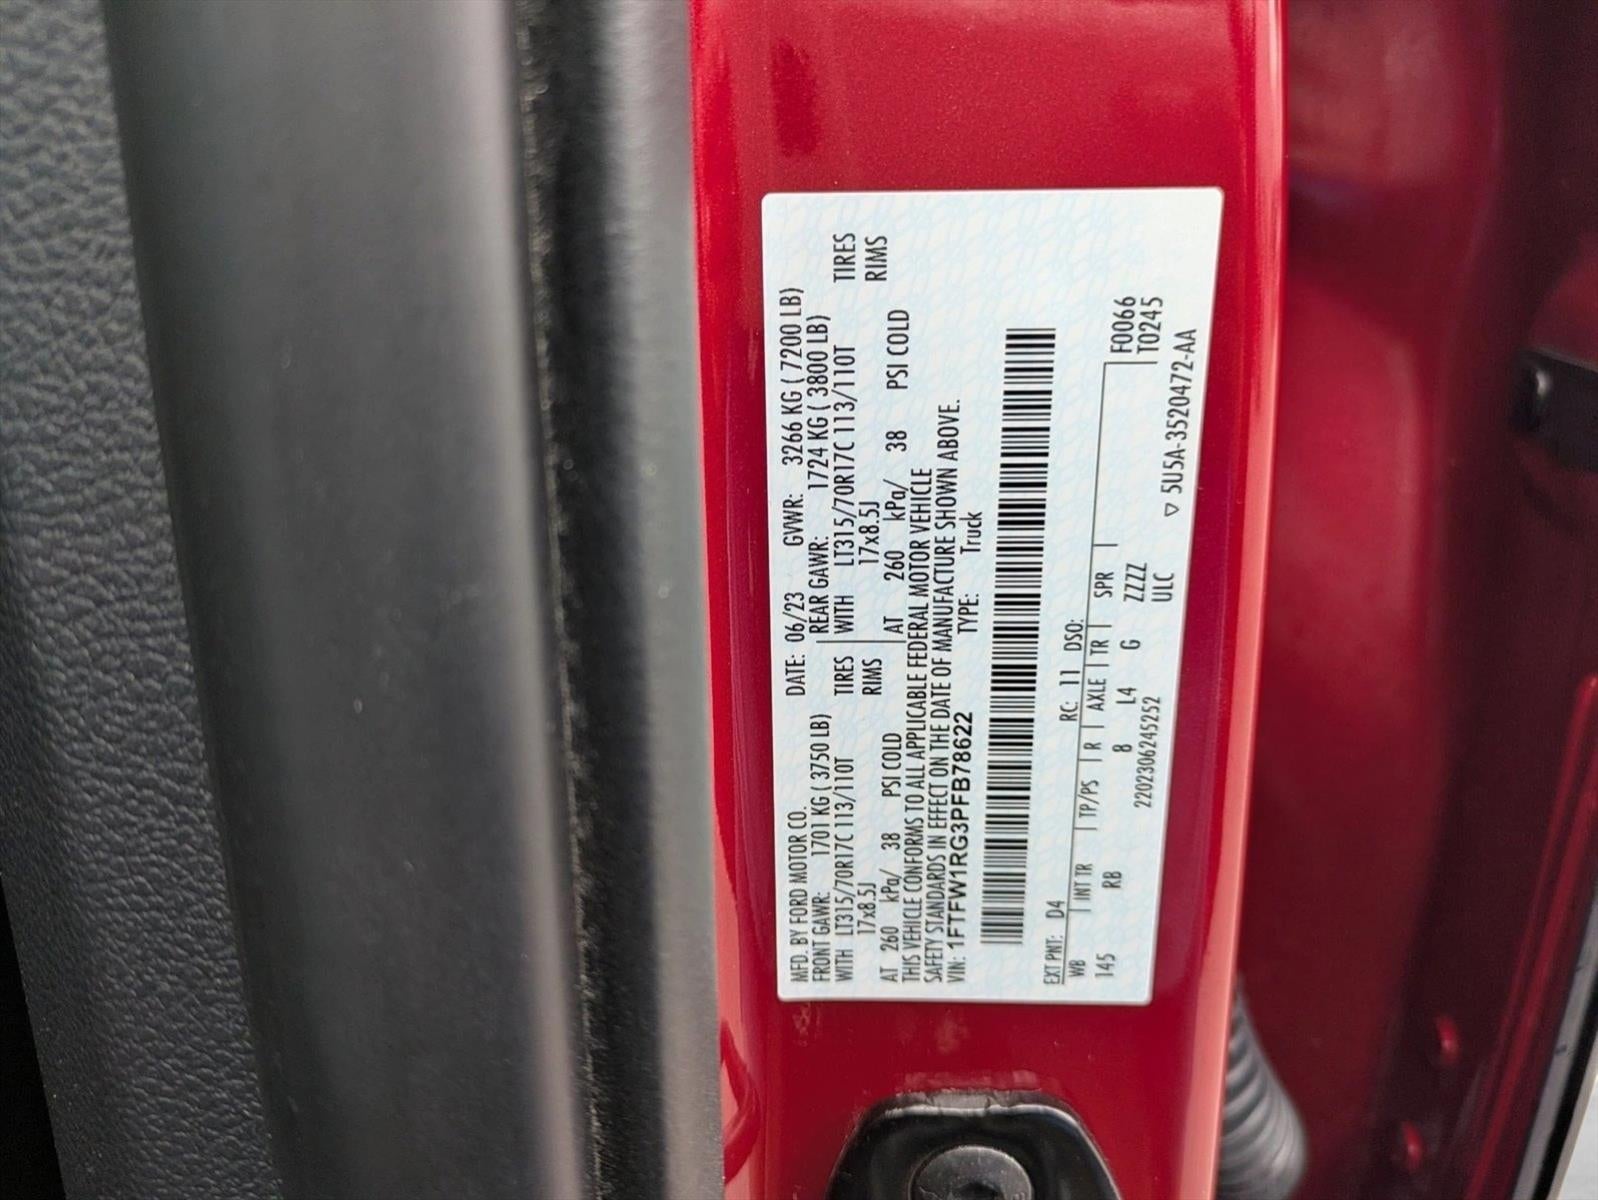 MFD. BY FORD MOTOR CO. DATE: 06/23 GVWR: 3266 KG ( 7200 LB)
FRONT GAWR: 1701 KG ( 3750 LB) REAR GAWR: 1724 KG ( 3800 LB)
WITH LT315/70R17C 113/110T TIRES WITH LT315/70R17C 113/110T TIRES
17x8.5J RIMS 17x8.5J RIMS
AT 260 kPa/ 38 PSI COLD AT 260 kPa/ 38 PSI COLD
THIS VEHICLE CONFORMS TO ALL APPLICABLE FEDERAL MOTOR VEHICLE
SAFETY STANDARDS IN EFFECT ON THE DATE OF MANUFACTURE SHOWN ABOVE.
VIN: 1FTFW1RG3PFB78622 TYPE: Truck
EXT PNT: D4 RC: 11 DSO:
WB INT TR TP/PS R AXLE TR SPR F0066
145 RB 8 L4 G ZZZZ T0245
2202306245252 ULC
▽ 5U5A-3520472-AA